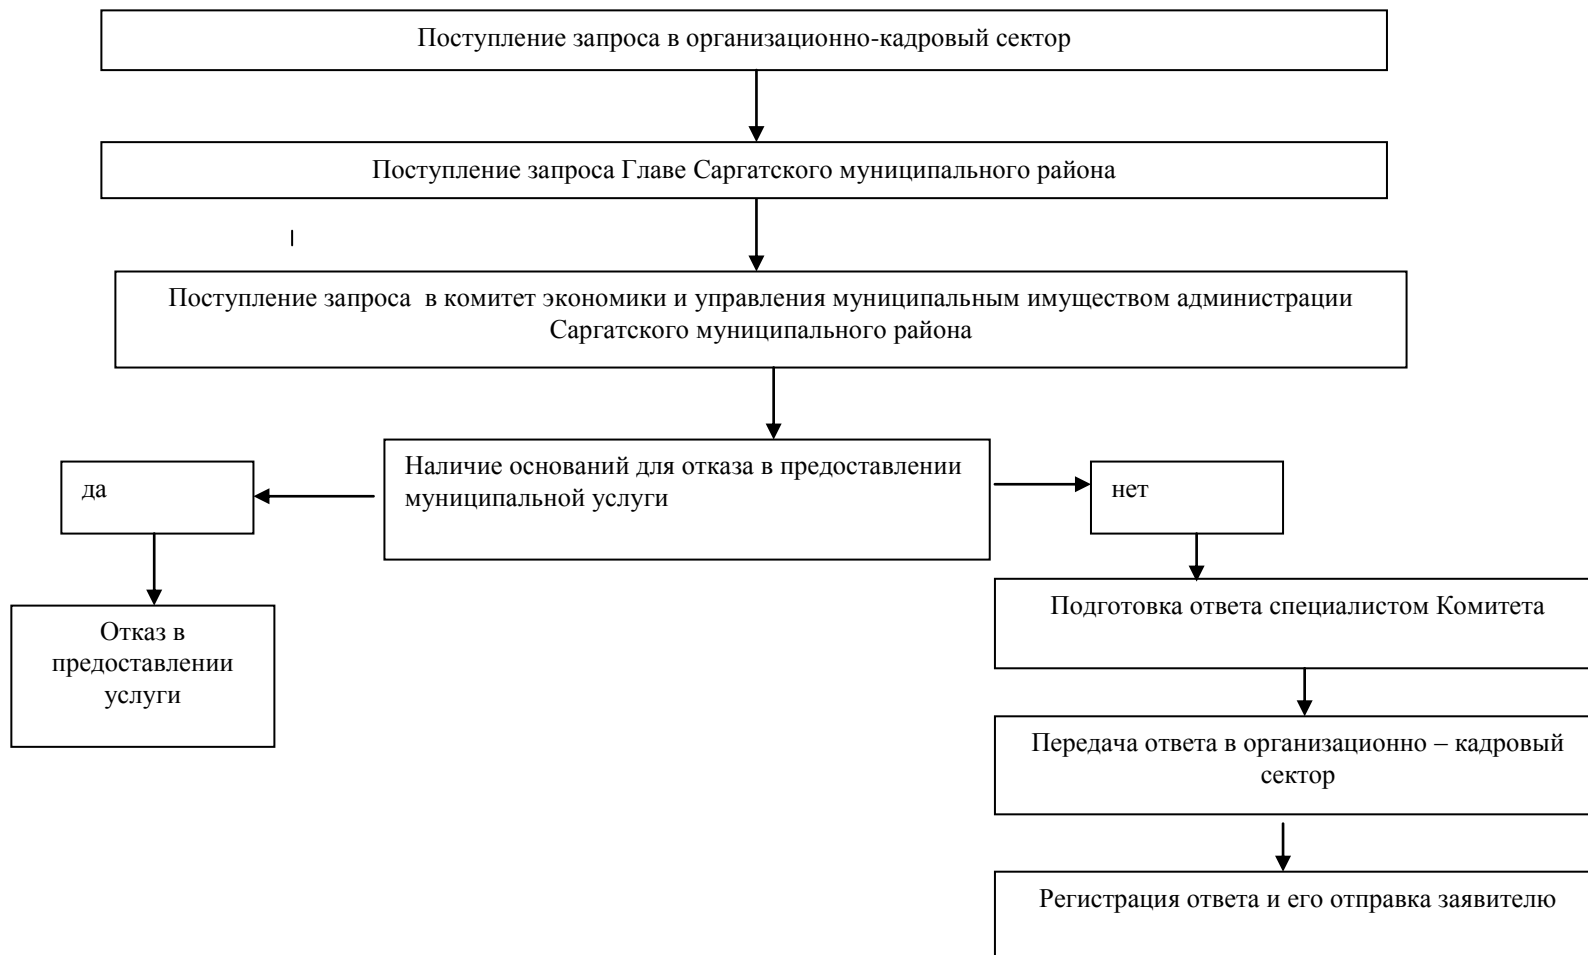 Поступление запроса в организационно-кадровый сектор
Поступление запроса Главе Саргатского муниципального района
Поступление запроса  в комитет экономики и управления муниципальным имуществом администрации
Саргатского муниципального района
Наличие оснований для отказа в предоставлении
муниципальной услуги
да
нет
Отказ в
предоставлении
услуги
Подготовка ответа специалистом Комитета
Передача ответа в организационно – кадровый
сектор
Регистрация ответа и его отправка заявителю